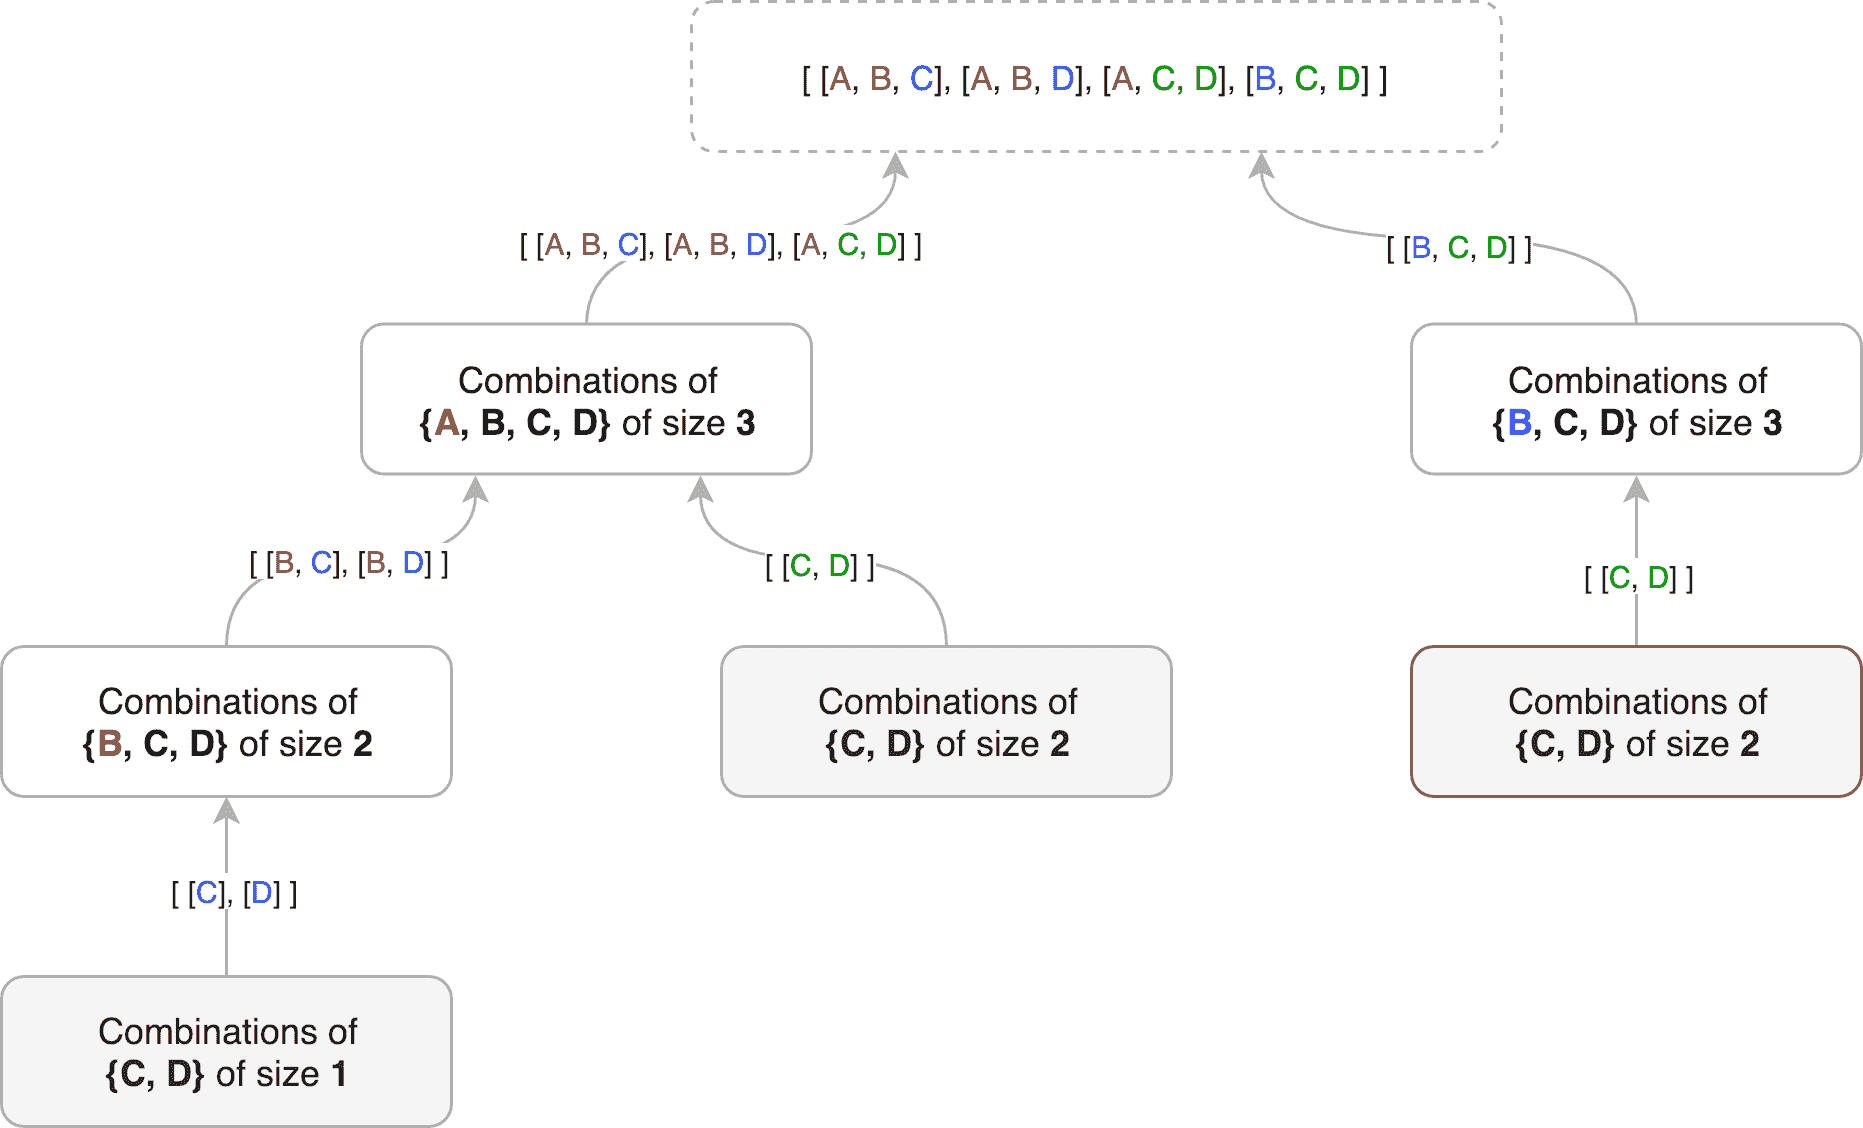 [ [A, B, C], [A, B, D], [A, C, D], [B, C, D] ]
[ [A, B, C], [A, B, D], [A, C, D] ]
[ [B, C, D] ]
Combinations of
{A, B, C, D} of size 3
Combinations of
{B, C, D} of size 3
[ [B, C], [B, D] ]
[ [C, D] ]
[ [C, D] ]
Combinations of
{B, C, D} of size 2
Combinations of
{C, D} of size 2
Combinations of
{C, D} of size 2
[ [C], [D] ]
Combinations of
{C, D} of size 1